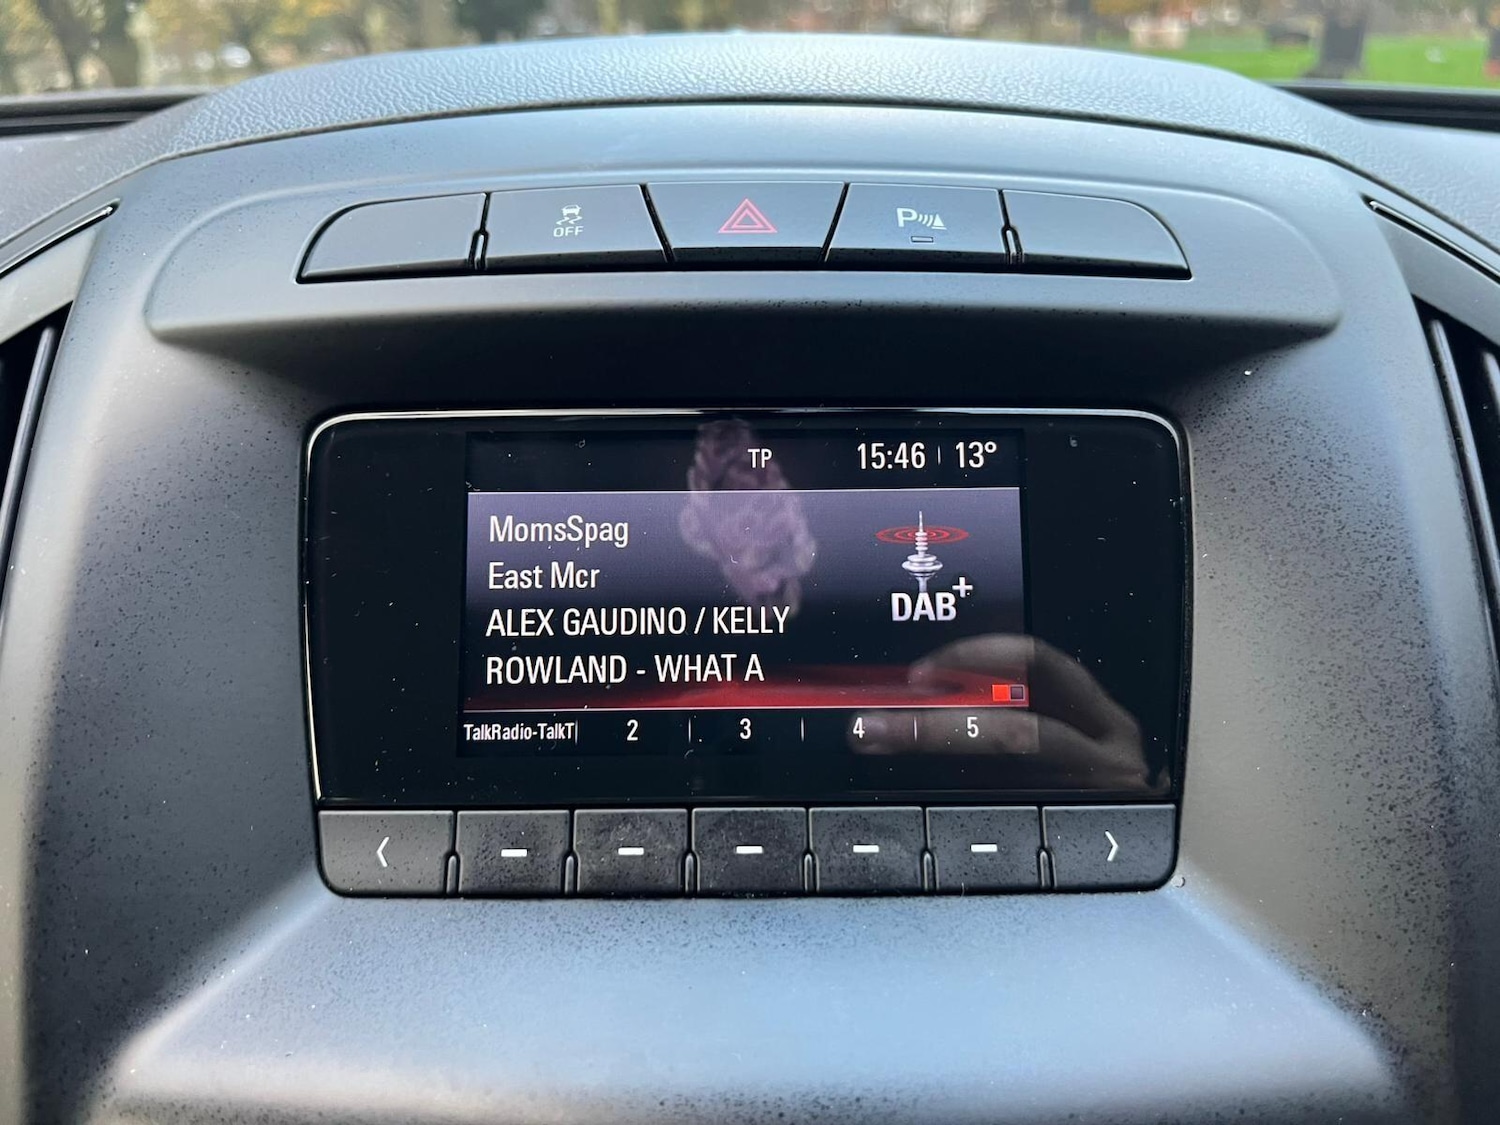 OFF
P
TP 15:46 13°
MomsSpag
East Mcr
ALEX GAUDINO / KELLY
ROWLAND - WHAT A
DAB+
TalkRadio-TalkT 2 3 4 5